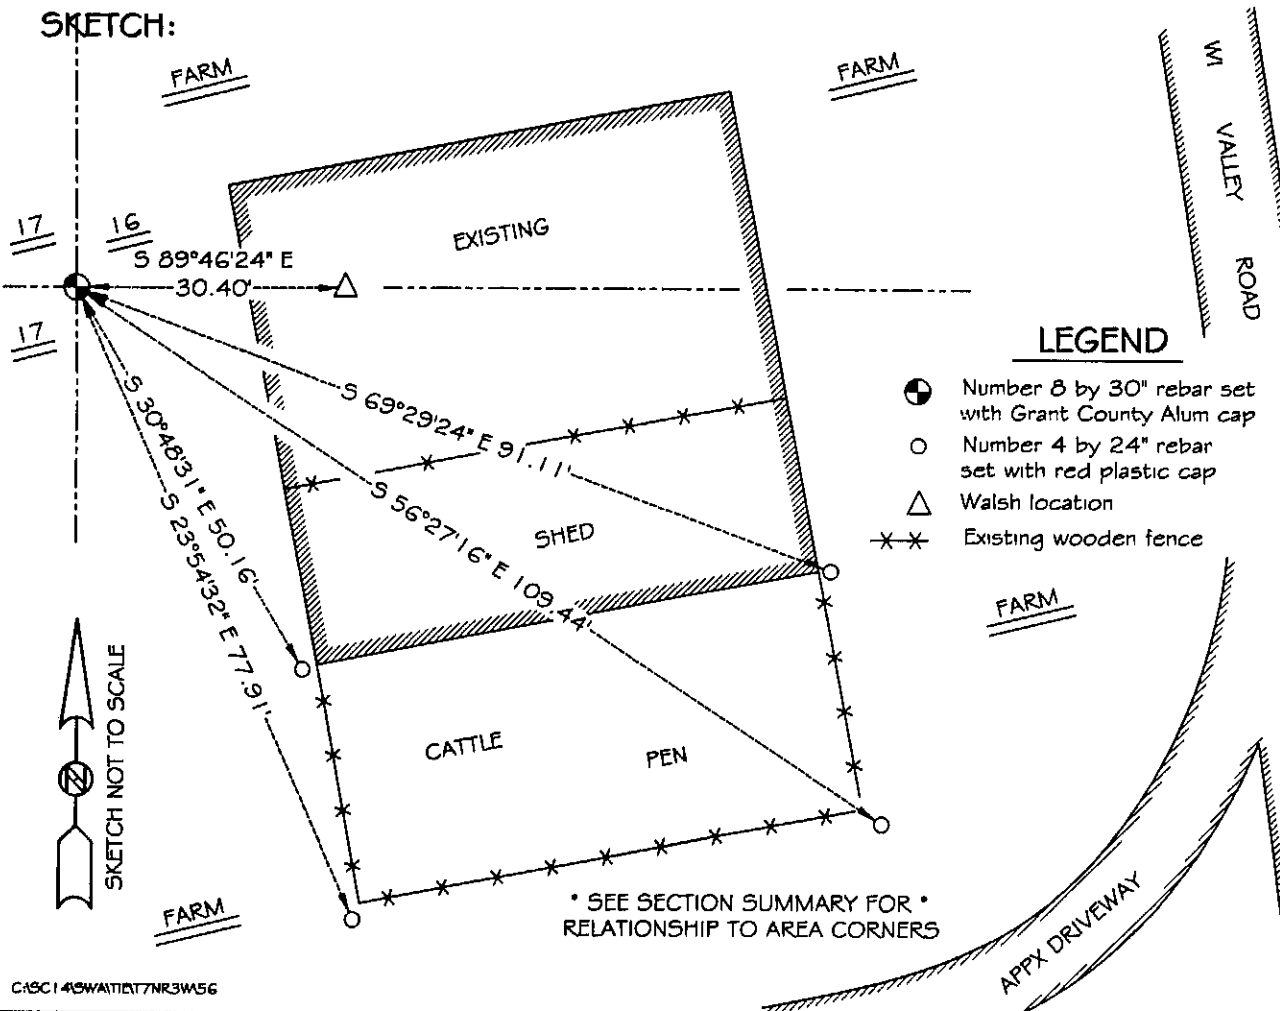 SKETCH:
FARM
FARM
WI VALLEY ROAD
17
16
S 89°46'24" E
30.40'
EXISTING
17
S 69°29'24" E 91.11'
S 30°48'31" E 50.16'
S 56°27'16" E 109.44'
S 23°54'32" E 77.91'
SHED
LEGEND
Number 8 by 30" rebar set
with Grant County Alum cap
Number 4 by 24" rebar
set with red plastic cap
Walsh location
Existing wooden fence
FARM
N
SKETCH NOT TO SCALE
CATTLE PEN
FARM
* SEE SECTION SUMMARY FOR *
RELATIONSHIP TO AREA CORNERS
APPX DRIVEWAY